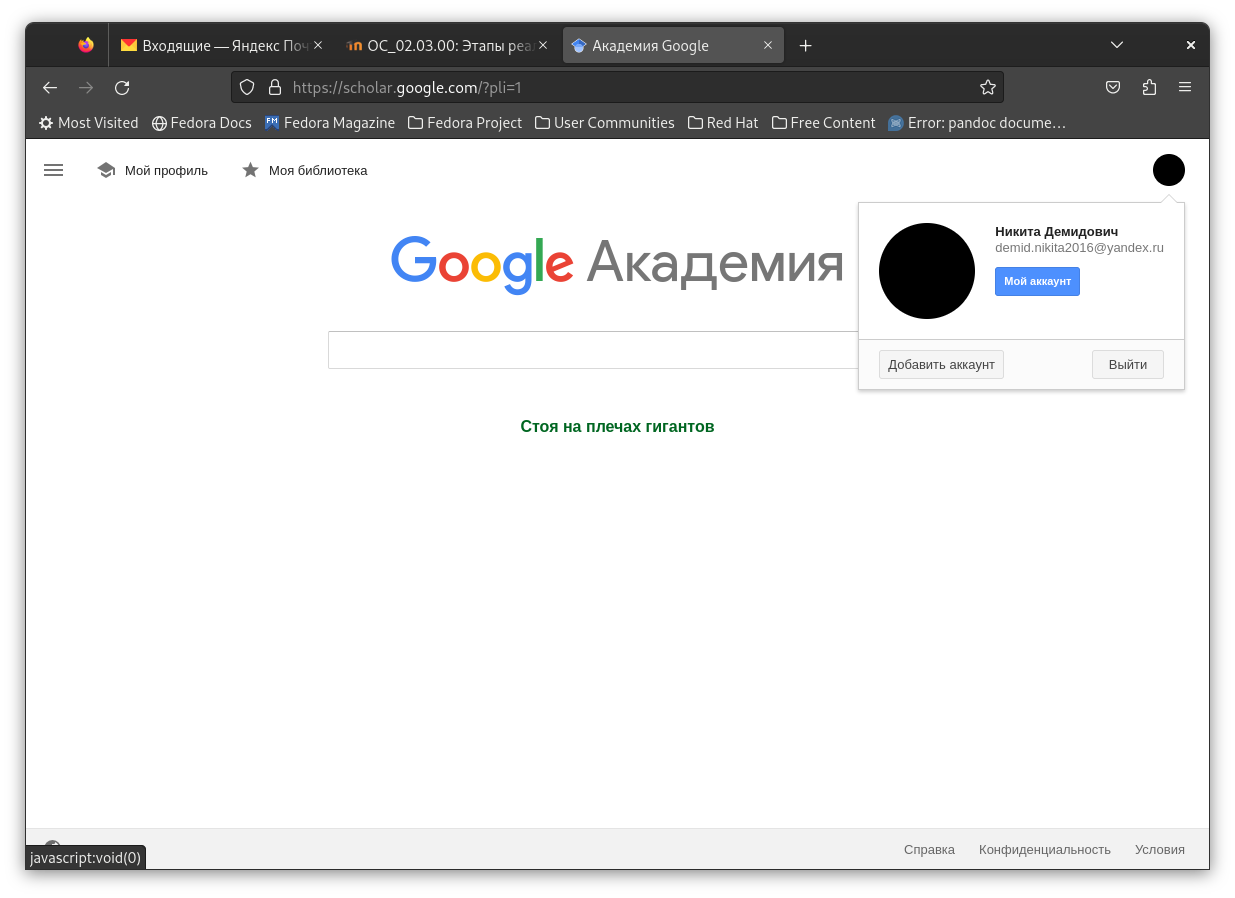 Входящие — Яндекс Поч
ОС_02.03.00: Этапы реал
Академия Google
https://scholar.google.com/?pli=1
Most Visited
Fedora Docs
FM
Fedora Magazine
Fedora Project
User Communities
Red Hat
Free Content
Error: pandoc docume…
Мой профиль
Моя библиотека
Никита Демидович
demid.nikita2016@yandex.ru
Мой аккаунт
Google Академия
Добавить аккаунт
Выйти
Стоя на плечах гигантов
javascript:void(0)
Справка
Конфиденциальность
Условия